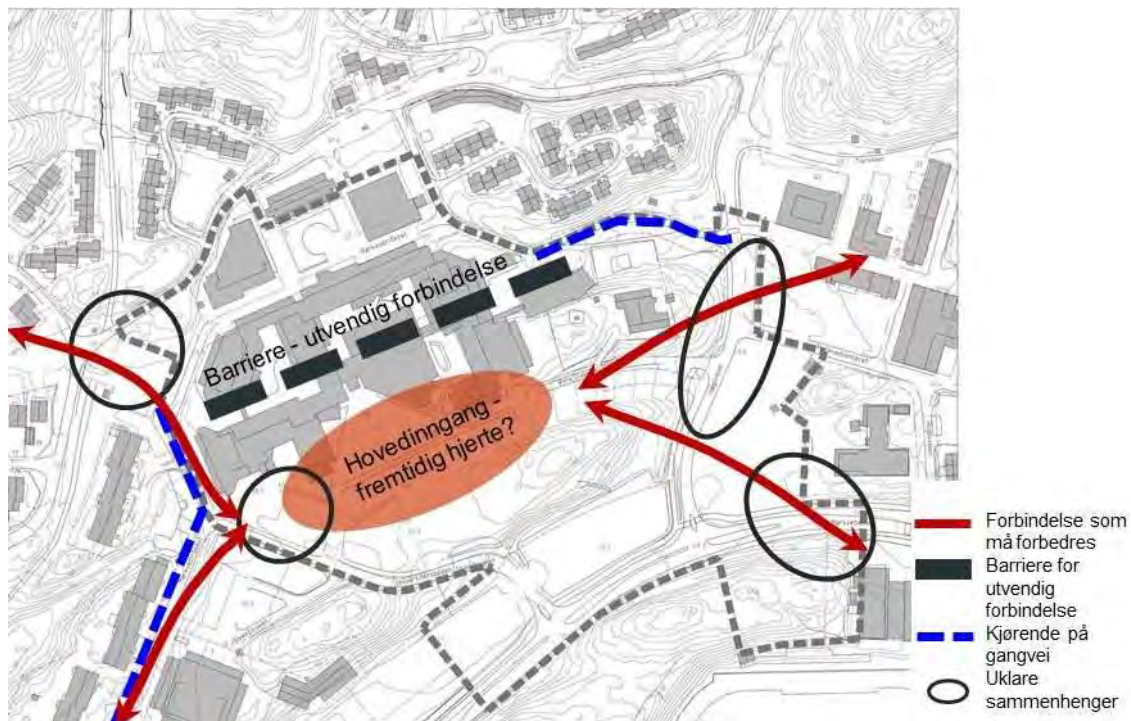 Barriere - utvendig forbindelse
Hovedinngang -
fremtidig hjerte?
Forbindelse som
må forbedres
Barriere for
utvendig
forbindelse
Kjørende på
gangvei
Uklare
sammenhenger